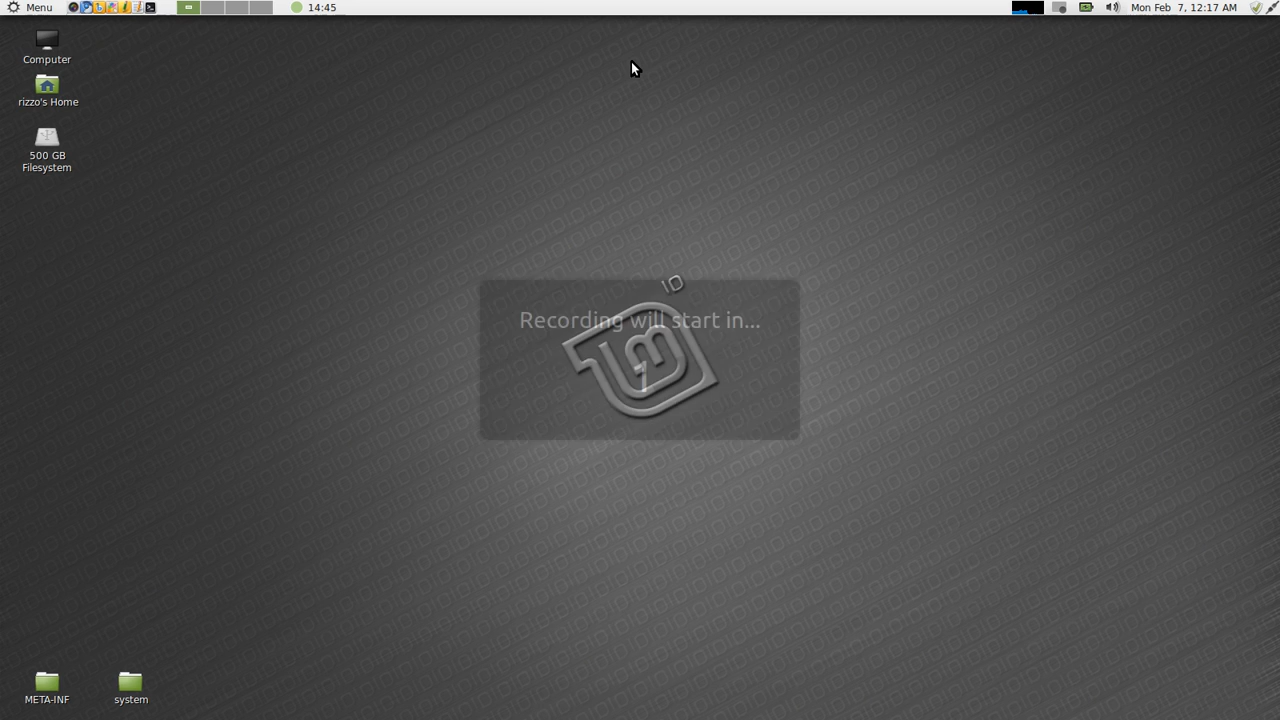 Menu
14:45
Mon Feb 7, 12:17 AM
Computer
rizzo's Home
500 GB
Filesystem
Recording will start in...
META-INF
system